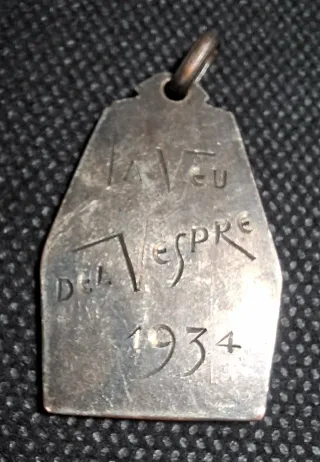 LA VEU
DEL VESPRE
1934